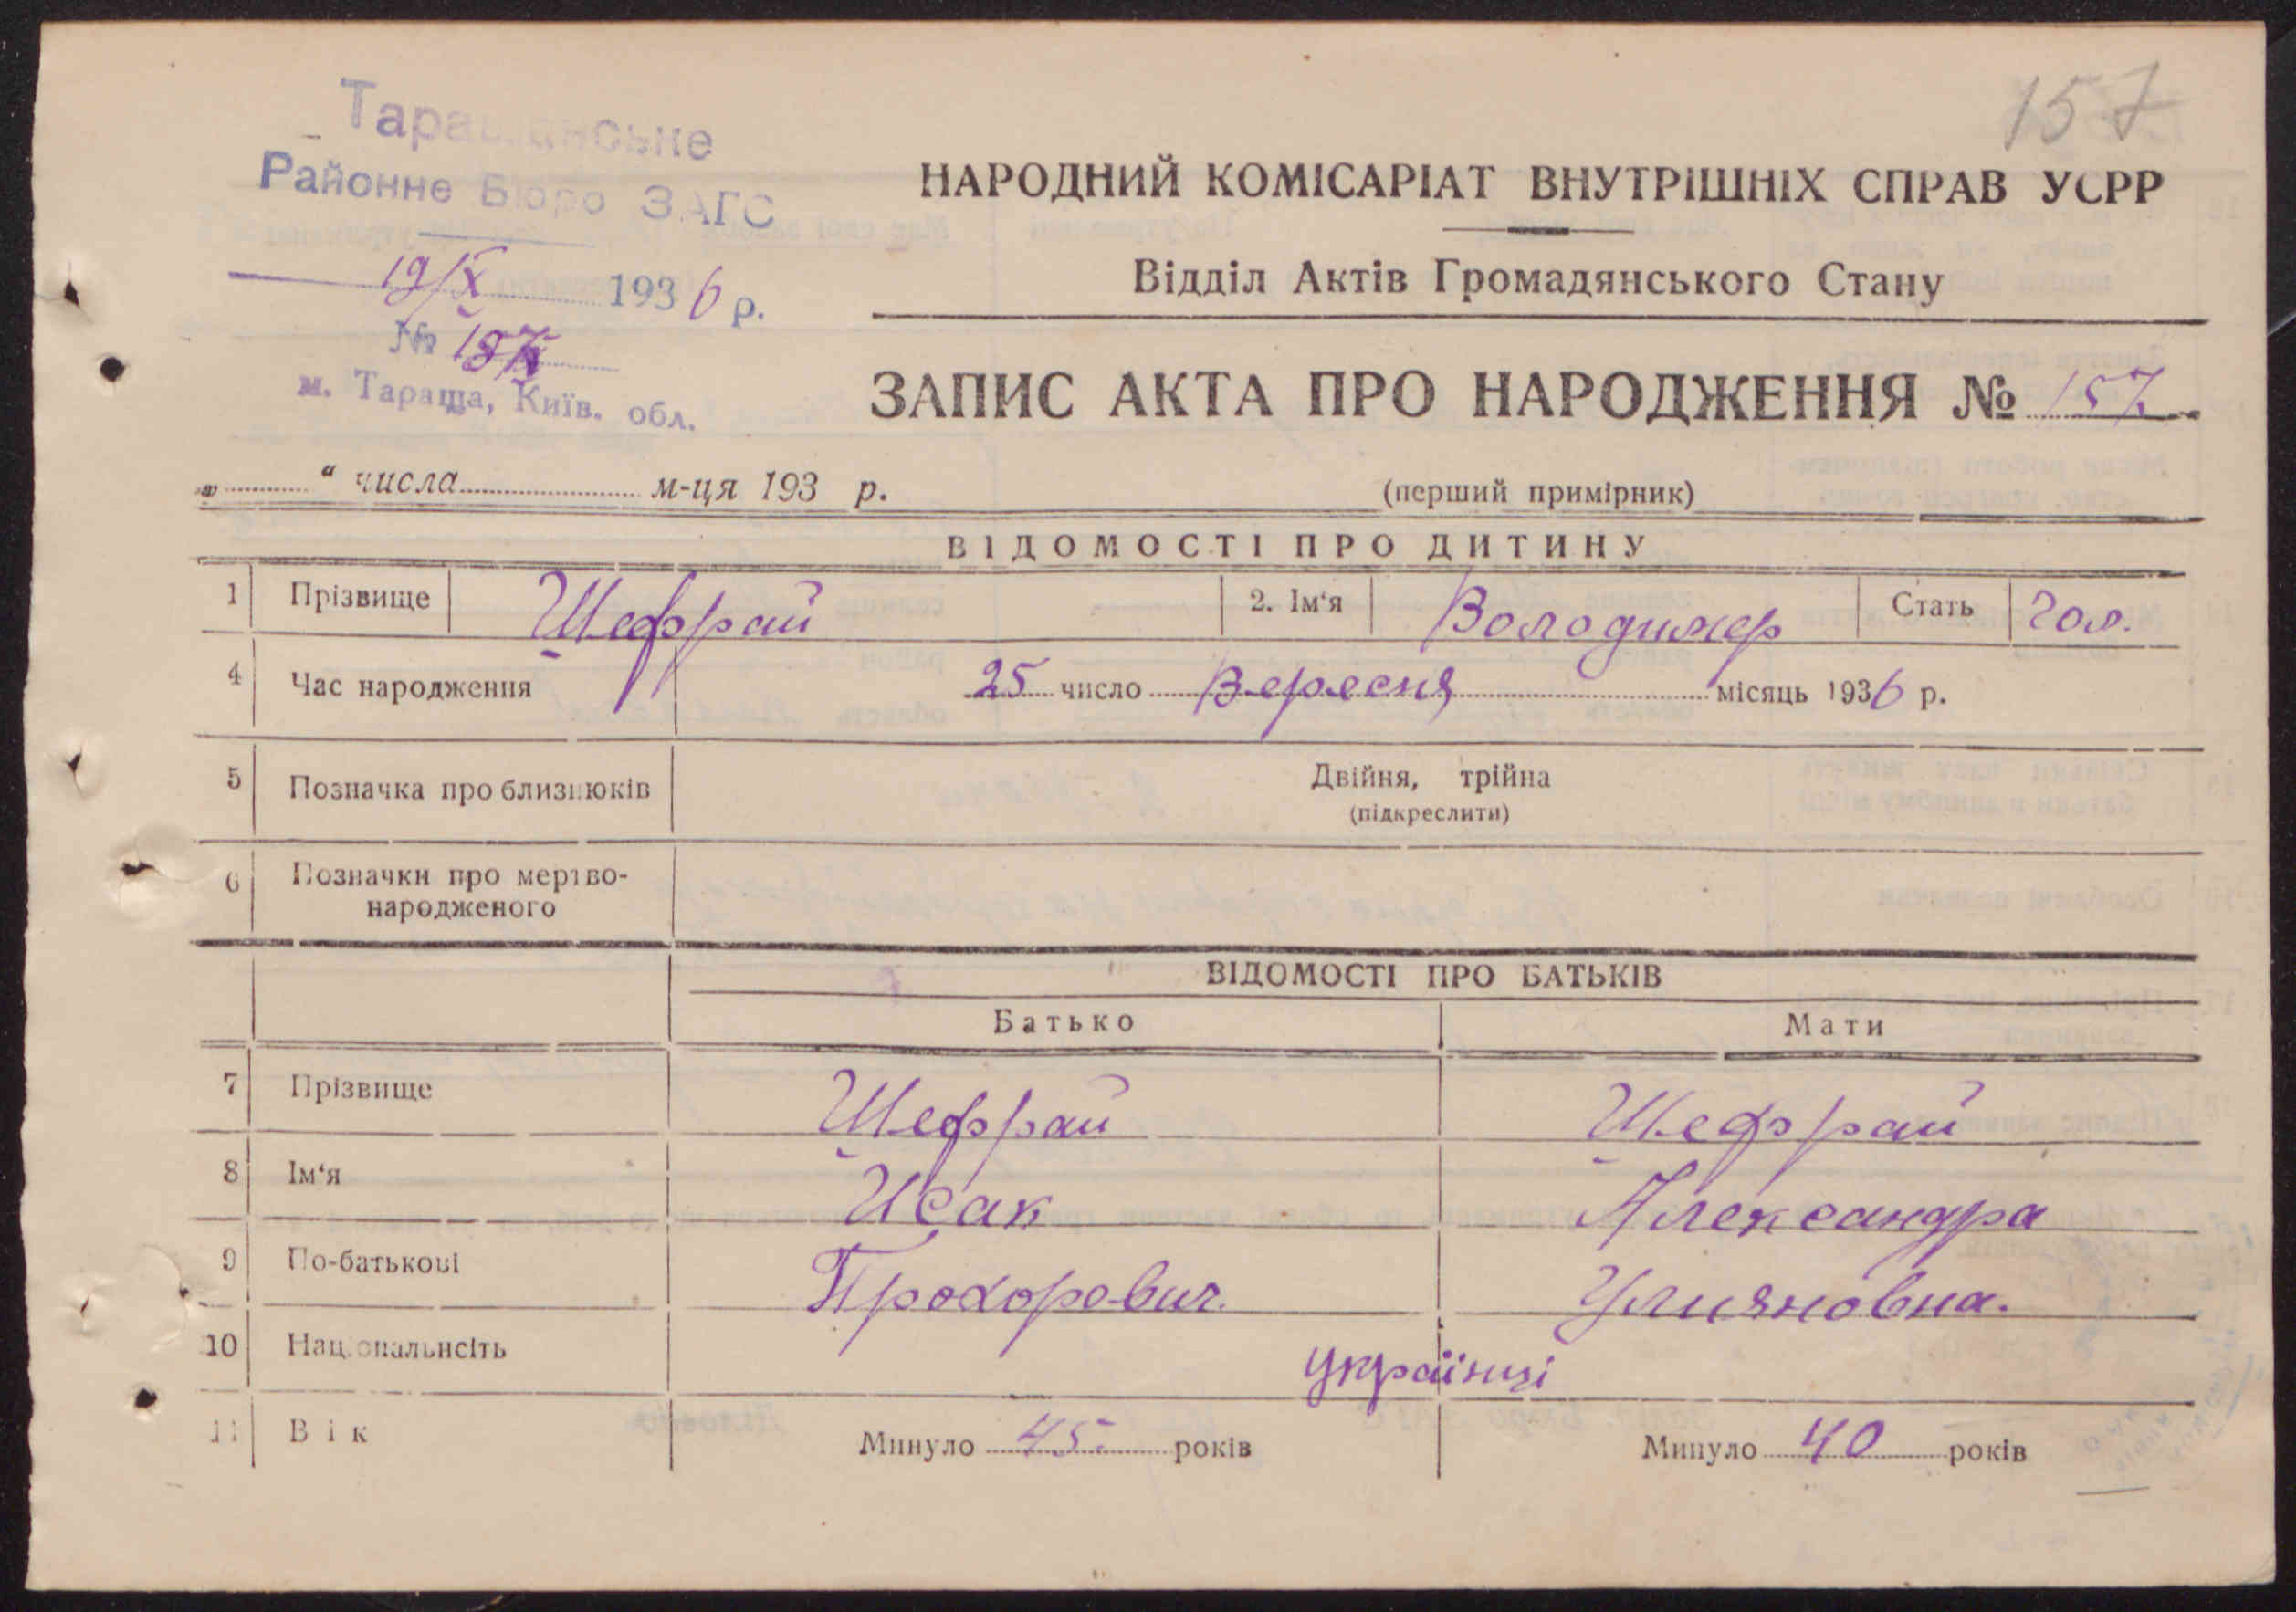 157
Таращанське
Районне Бюро ЗАГС
19/X 1936 р.
№ 157
м. Тараща, Київ. обл.
НАРОДНИЙ КОМІСАРІАТ ВНУТРІШНІХ СПРАВ УСРР
Відділ Актів Громадянського Стану
ЗАПИС АКТА ПРО НАРОДЖЕННЯ № 157
„ “ числа м-ця 193 р.
(перший примірник)
ВІДОМОСТІ ПРО ДИТИНУ
1 Прізвище Шефрай 2. Ім‘я Володимер Стать Чол.
4 Час народження 25 число Вересня місяць 1936 р.
5 Позначка про близнюків Двійня, трійна
(підкреслити)
6 Позначки про мертво-
народженого
ВІДОМОСТІ ПРО БАТЬКІВ
Батько Мати
7 Прізвище Шефрай Шефрай
8 Ім‘я Исак Александра
9 По-батькові Прохорович. Улияновна.
10 Національнсіть українці
11 Вік Минуло 45. років Минуло 40 років